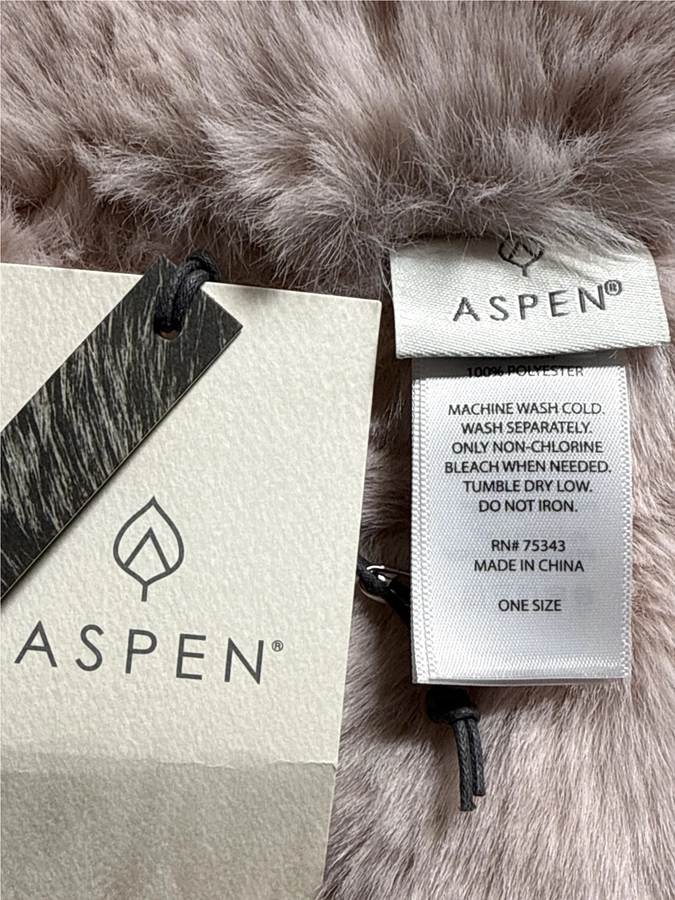 ASPEN®
100% POLYESTER
MACHINE WASH COLD.
WASH SEPARATELY.
ONLY NON-CHLORINE
BLEACH WHEN NEEDED.
TUMBLE DRY LOW.
DO NOT IRON.
RN# 75343
MADE IN CHINA
ONE SIZE
ASPEN®